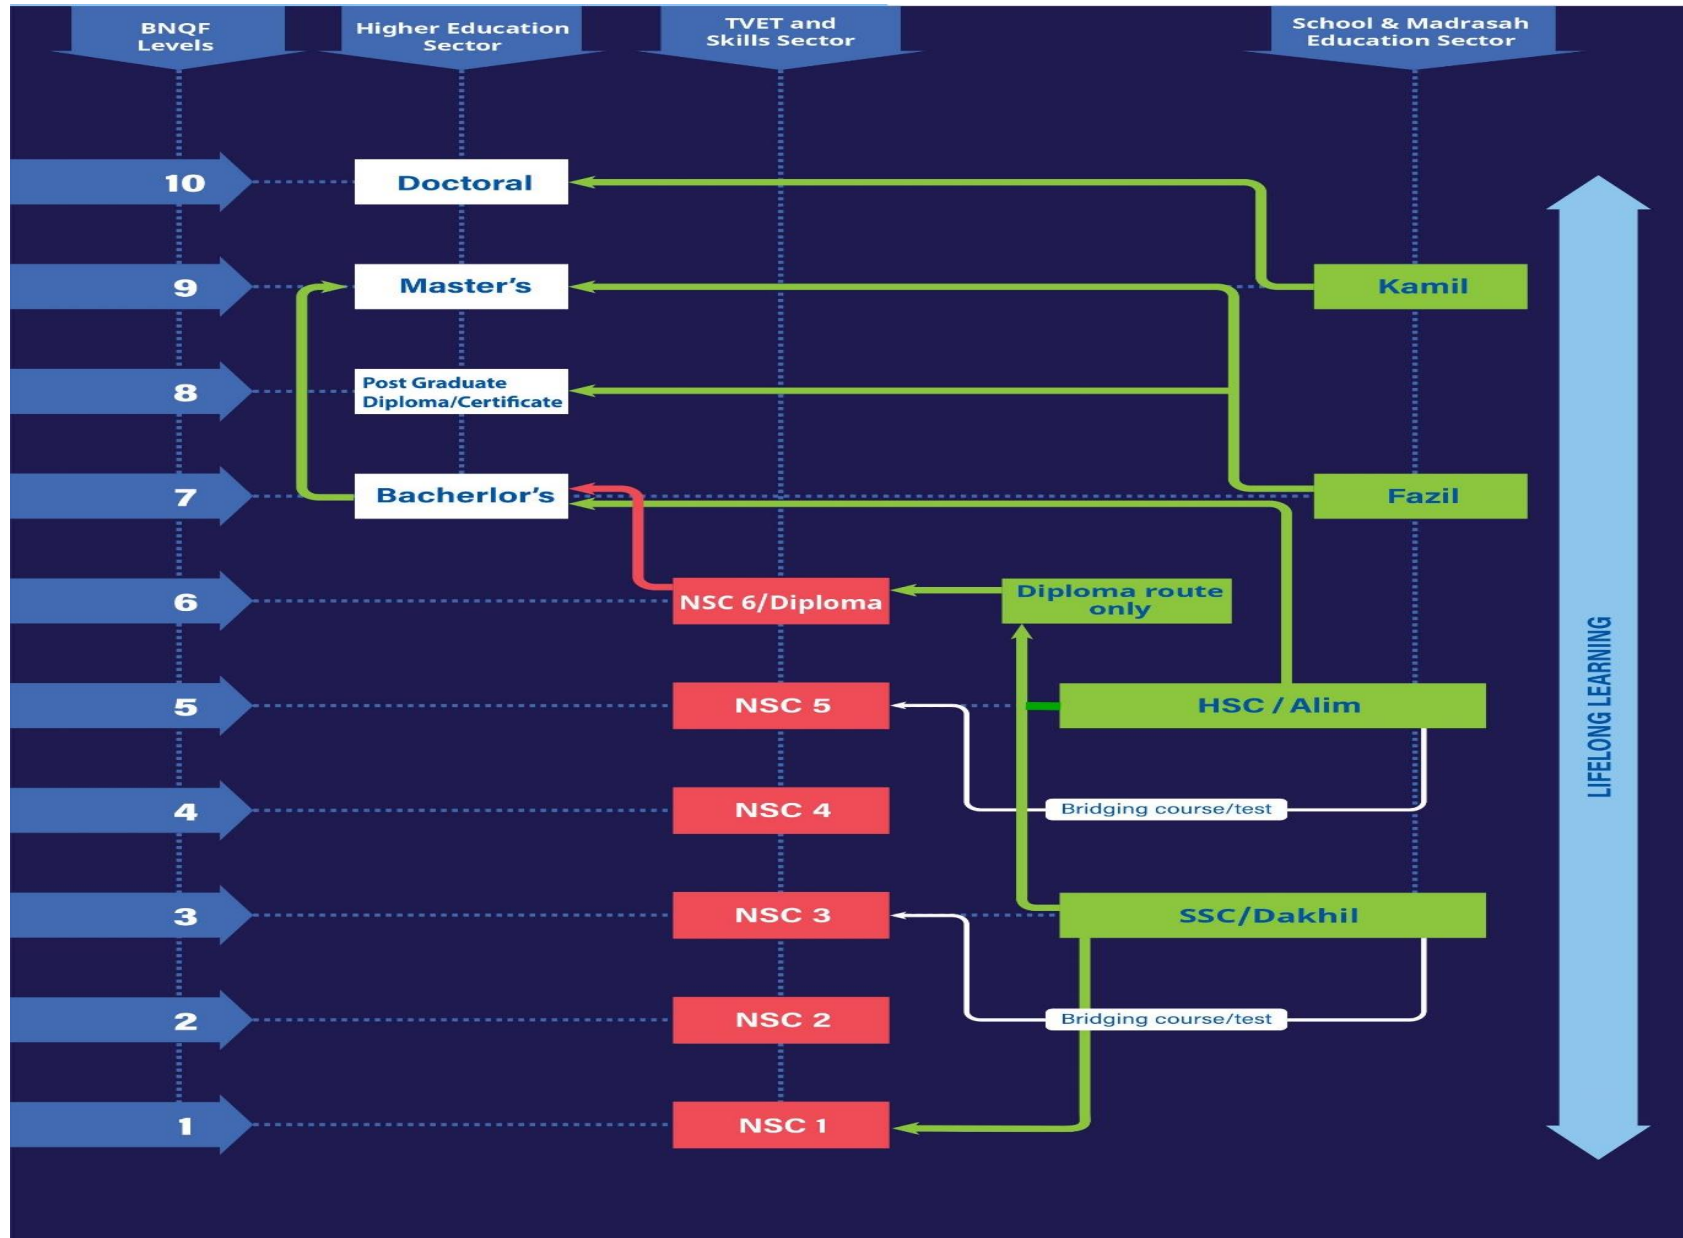 BNQF
Levels
Higher Education
Sector
TVET and
Skills Sector
School & Madrasah
Education Sector
10
Doctoral
9
Master's
Kamil
8
Post Graduate
Diploma/Certificate
7
Bacherlor's
Fazil
6
NSC 6/Diploma
Diploma route
only
5
NSC 5
HSC / Alim
4
NSC 4
Bridging course/test
3
NSC 3
SSC/Dakhil
2
NSC 2
Bridging course/test
1
NSC 1
LIFELONG LEARNING